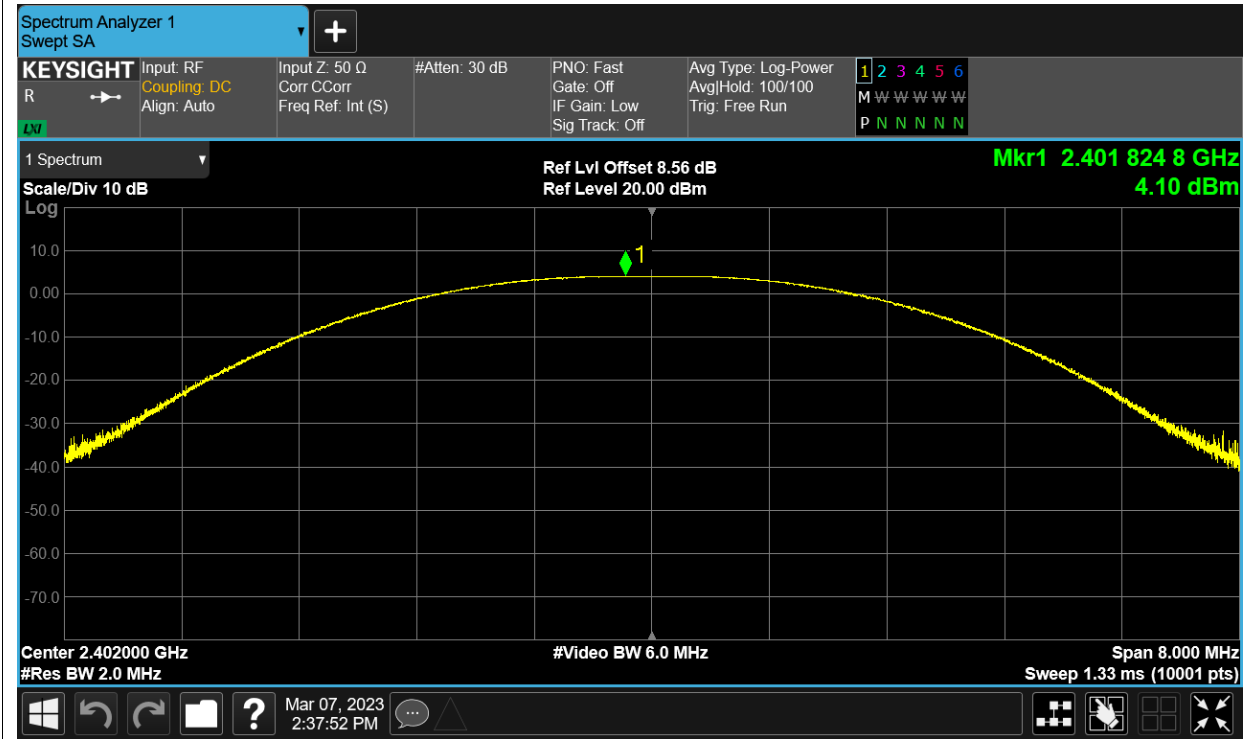 Spectrum Analyzer 1
Swept SA
+
KEYSIGHT
R
LXI
Input: RF
Coupling: DC
Align: Auto
Input Z: 50 Ω
Corr CCorr
Freq Ref: Int (S)
#Atten: 30 dB
PNO: Fast
Gate: Off
IF Gain: Low
Sig Track: Off
Avg Type: Log-Power
Avg|Hold: 100/100
Trig: Free Run
1 2 3 4 5 6
M W W W W W
P N N N N N
1 Spectrum
Scale/Div 10 dB
Log
Ref Lvl Offset 8.56 dB
Ref Level 20.00 dBm
Mkr1 2.401 824 8 GHz
4.10 dBm
1
10.0
0.00
-10.0
-20.0
-30.0
-40.0
-50.0
-60.0
-70.0
Center 2.402000 GHz
#Res BW 2.0 MHz
#Video BW 6.0 MHz
Span 8.000 MHz
Sweep 1.33 ms (10001 pts)
?
Mar 07, 2023
2:37:52 PM